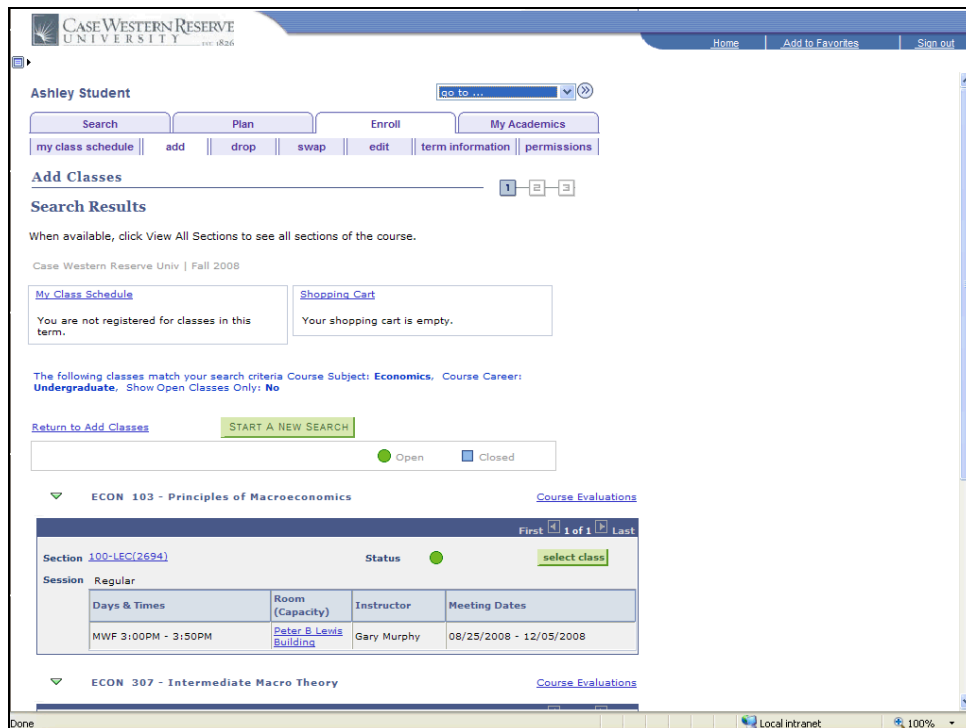 CASE WESTERN RESERVE
UNIVERSITY EST 1826
Home Add to Favorites Sign out
Ashley Student
go to ...
Search Plan Enroll My Academics
my class schedule add drop swap edit term information permissions
Add Classes
1 2 3
Search Results
When available, click View All Sections to see all sections of the course.
Case Western Reserve Univ | Fall 2008
My Class Schedule
You are not registered for classes in this
term.
Shopping Cart
Your shopping cart is empty.
The following classes match your search criteria Course Subject: Economics, Course Career:
Undergraduate, Show Open Classes Only: No
Return to Add Classes START A NEW SEARCH
Open Closed
ECON 103 - Principles of Macroeconomics Course Evaluations
First 1 of 1 Last
Section 100-LEC(2694) Status select class
Session Regular
Days & Times Room (Capacity) Instructor Meeting Dates
MWF 3:00PM - 3:50PM Peter B Lewis Building Gary Murphy 08/25/2008 - 12/05/2008
ECON 307 - Intermediate Macro Theory Course Evaluations
Done Local intranet 100%